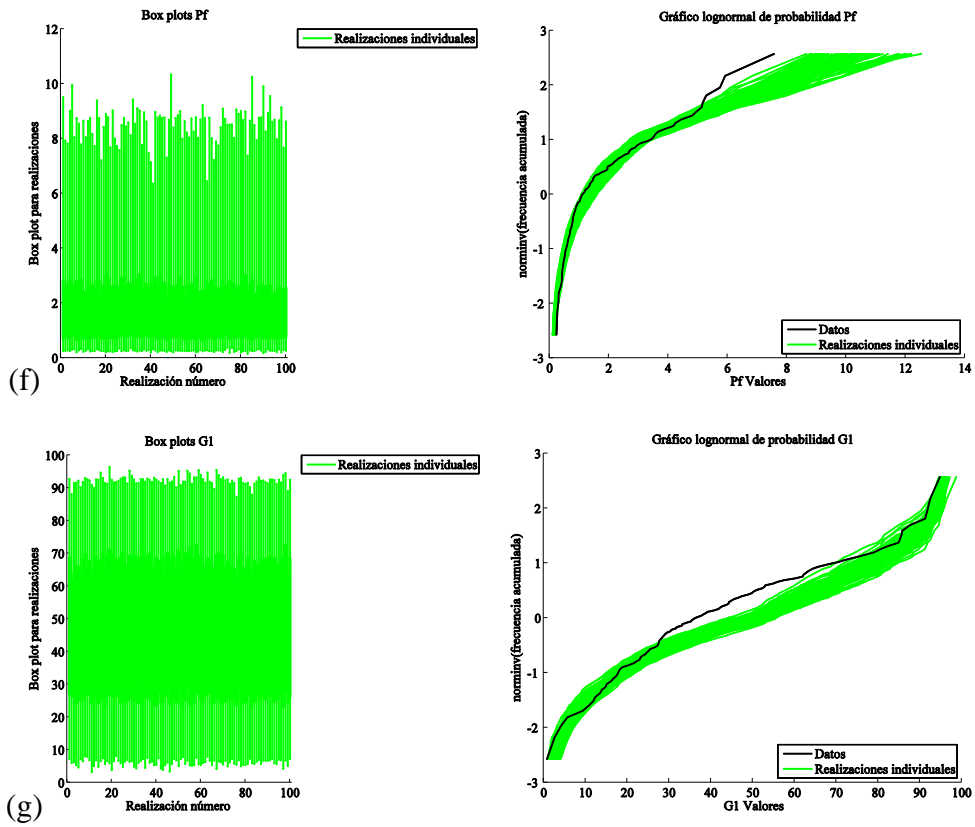 Box plots Pf
Box plot para realizaciones
12
10
8
6
4
2
0
0 20 40 60 80 100
Realización número
Realizaciones individuales
Gráfico lognormal de probabilidad Pf
norminv(frecuencia acumulada)
3
2
1
0
-1
-2
-3
0 2 4 6 8 10 12 14
Pf Valores
Datos
Realizaciones individuales
(f)
Box plots G1
Box plot para realizaciones
100
90
80
70
60
50
40
30
20
10
0
0 20 40 60 80 100
Realización número
Realizaciones individuales
Gráfico lognormal de probabilidad G1
norminv(frecuencia acumulada)
3
2
1
0
-1
-2
-3
0 10 20 30 40 50 60 70 80 90 100
G1 Valores
Datos
Realizaciones individuales
(g)